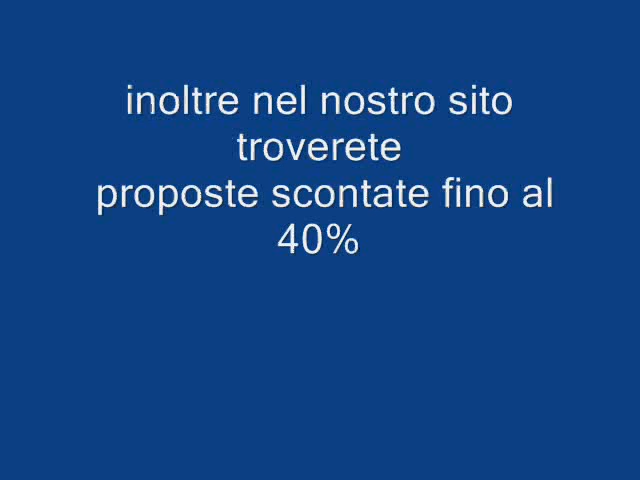 inoltre nel nostro sito
troverete
proposte scontate fino al
40%